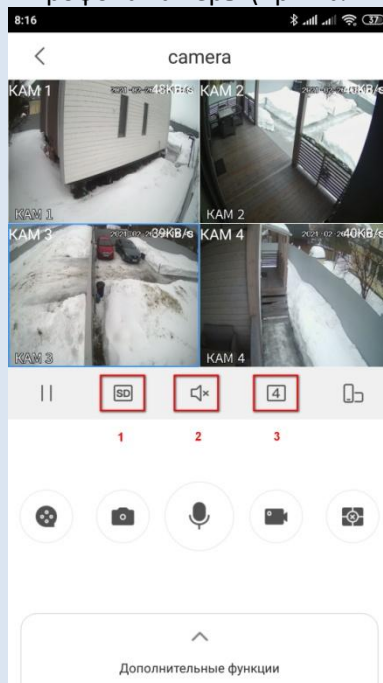 8:16
37
camera
КАМ 1
48KB/s
КАМ 2
КАМ 1
КАМ 2
КАМ 3
39KB/s
КАМ 4
40KB/s
КАМ 3
КАМ 4
SD
4
1
2
3
Дополнительные функции